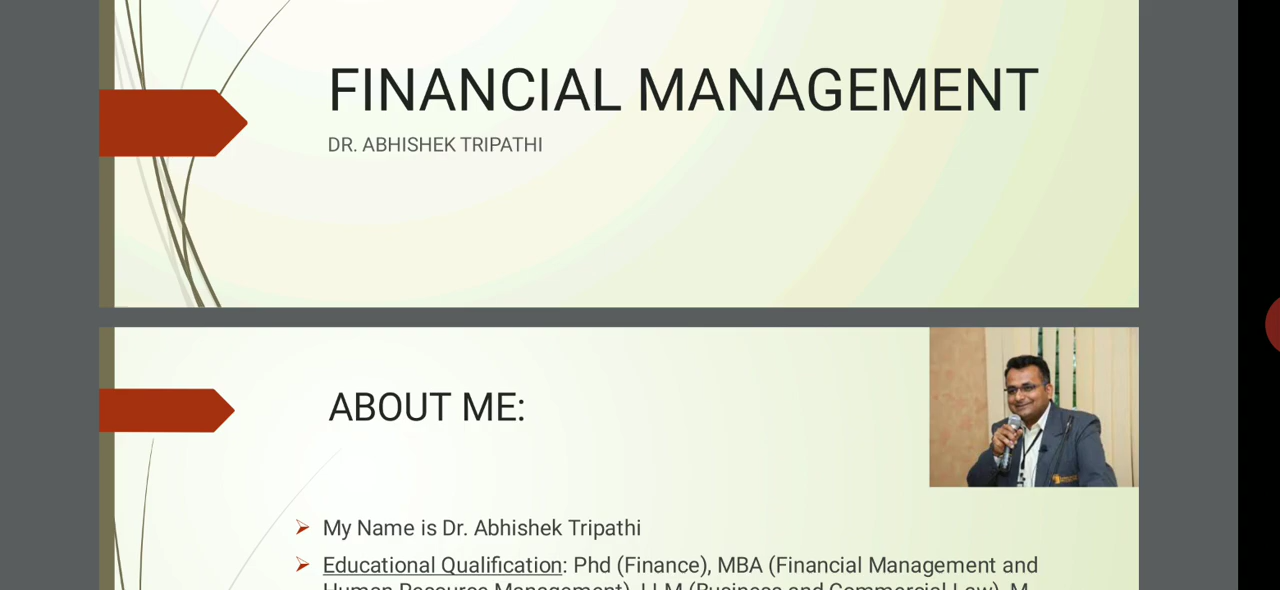 FINANCIAL MANAGEMENT
DR. ABHISHEK TRIPATHI
ABOUT ME:
My Name is Dr. Abhishek Tripathi
Educational Qualification: Phd (Finance), MBA (Financial Management and
Human Resource Management), LLM (Business and Commercial Law), M